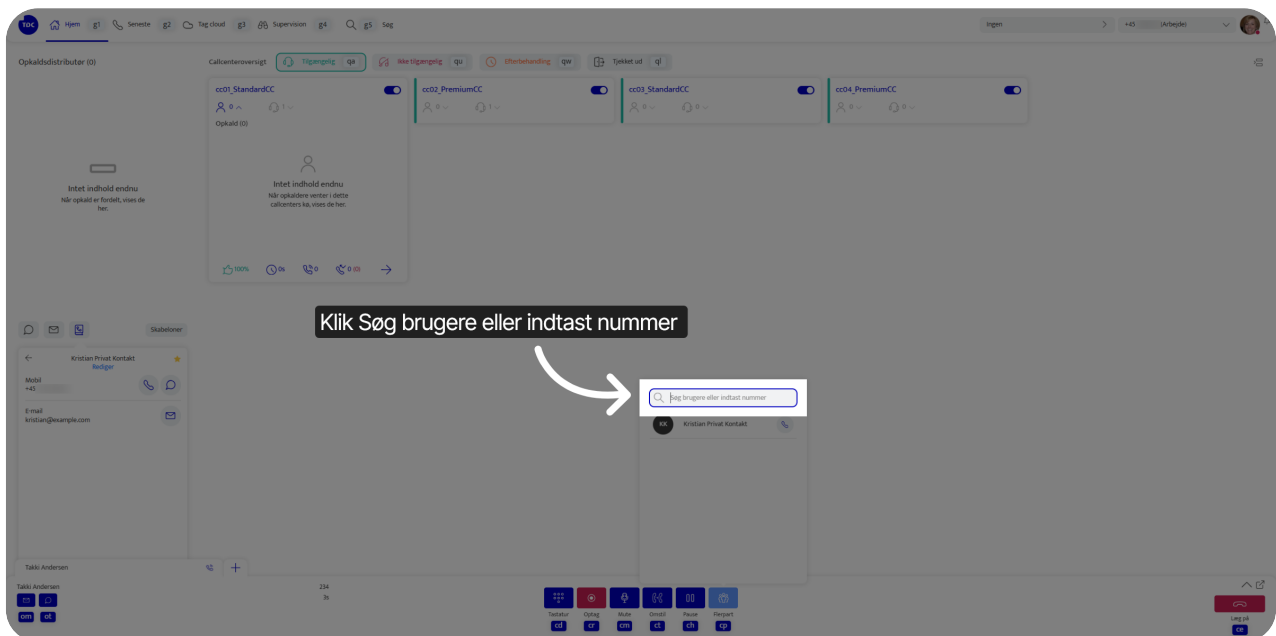 TDC Hjem g1 Seneste g2 Tag cloud g3 Supervision g4 g5 Søg Ingen +45 (Arbejde)
Opkaldsdistributør (0) Callcenteroversigt Tilgængelig qa Ikke tilgængelig qu Efterbehandling qw Tjekket ud ql
cc01_StandardCC cc02_PremiumCC cc03_StandardCC cc04_PremiumCC
0 1 0 1 0 0 0 0
Opkald (0)
Intet indhold endnu
Når opkald er fordelt, vises de
her.
Intet indhold endnu
Når opkaldere venter i dette
callcenters kø, vises de her.
100% 0s 0 0 (0)
Klik Søg brugere eller indtast nummer
Skabeloner
Kristian Privat Kontakt
Rediger
Mobil
+45
E-mail
kristian@example.com
Søg brugere eller indtast nummer
KK Kristian Privat Kontakt
Takki Andersen
Takki Andersen 234
3s
om ot
Tastatur Optag Mute Omstil Pause Flerpart
cd cr cm ct ch cp
Læg på
ce